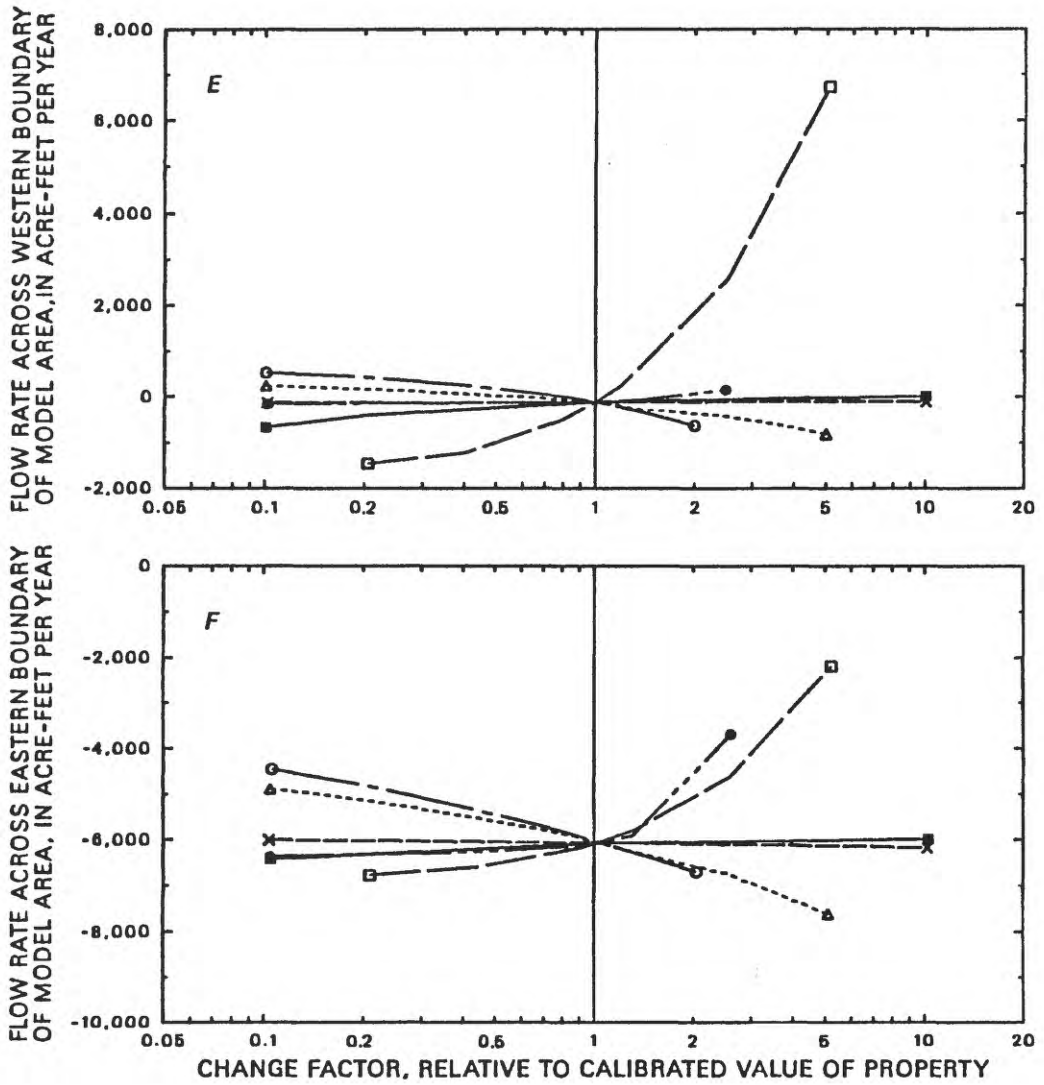 FLOW RATE ACROSS WESTERN BOUNDARY
OF MODEL AREA,IN ACRE-FEET PER YEAR
8,000
6,000
4,000
2,000
0
-2,000
E
0.05 0.1 0.2 0.5 1 2 5 10 20
FLOW RATE ACROSS EASTERN BOUNDARY
OF MODEL AREA, IN ACRE-FEET PER YEAR
0
-2,000
-4,000
-6,000
-8,000
-10,000
F
0.05 0.1 0.2 0.5 1 2 5 10 20
CHANGE FACTOR, RELATIVE TO CALIBRATED VALUE OF PROPERTY